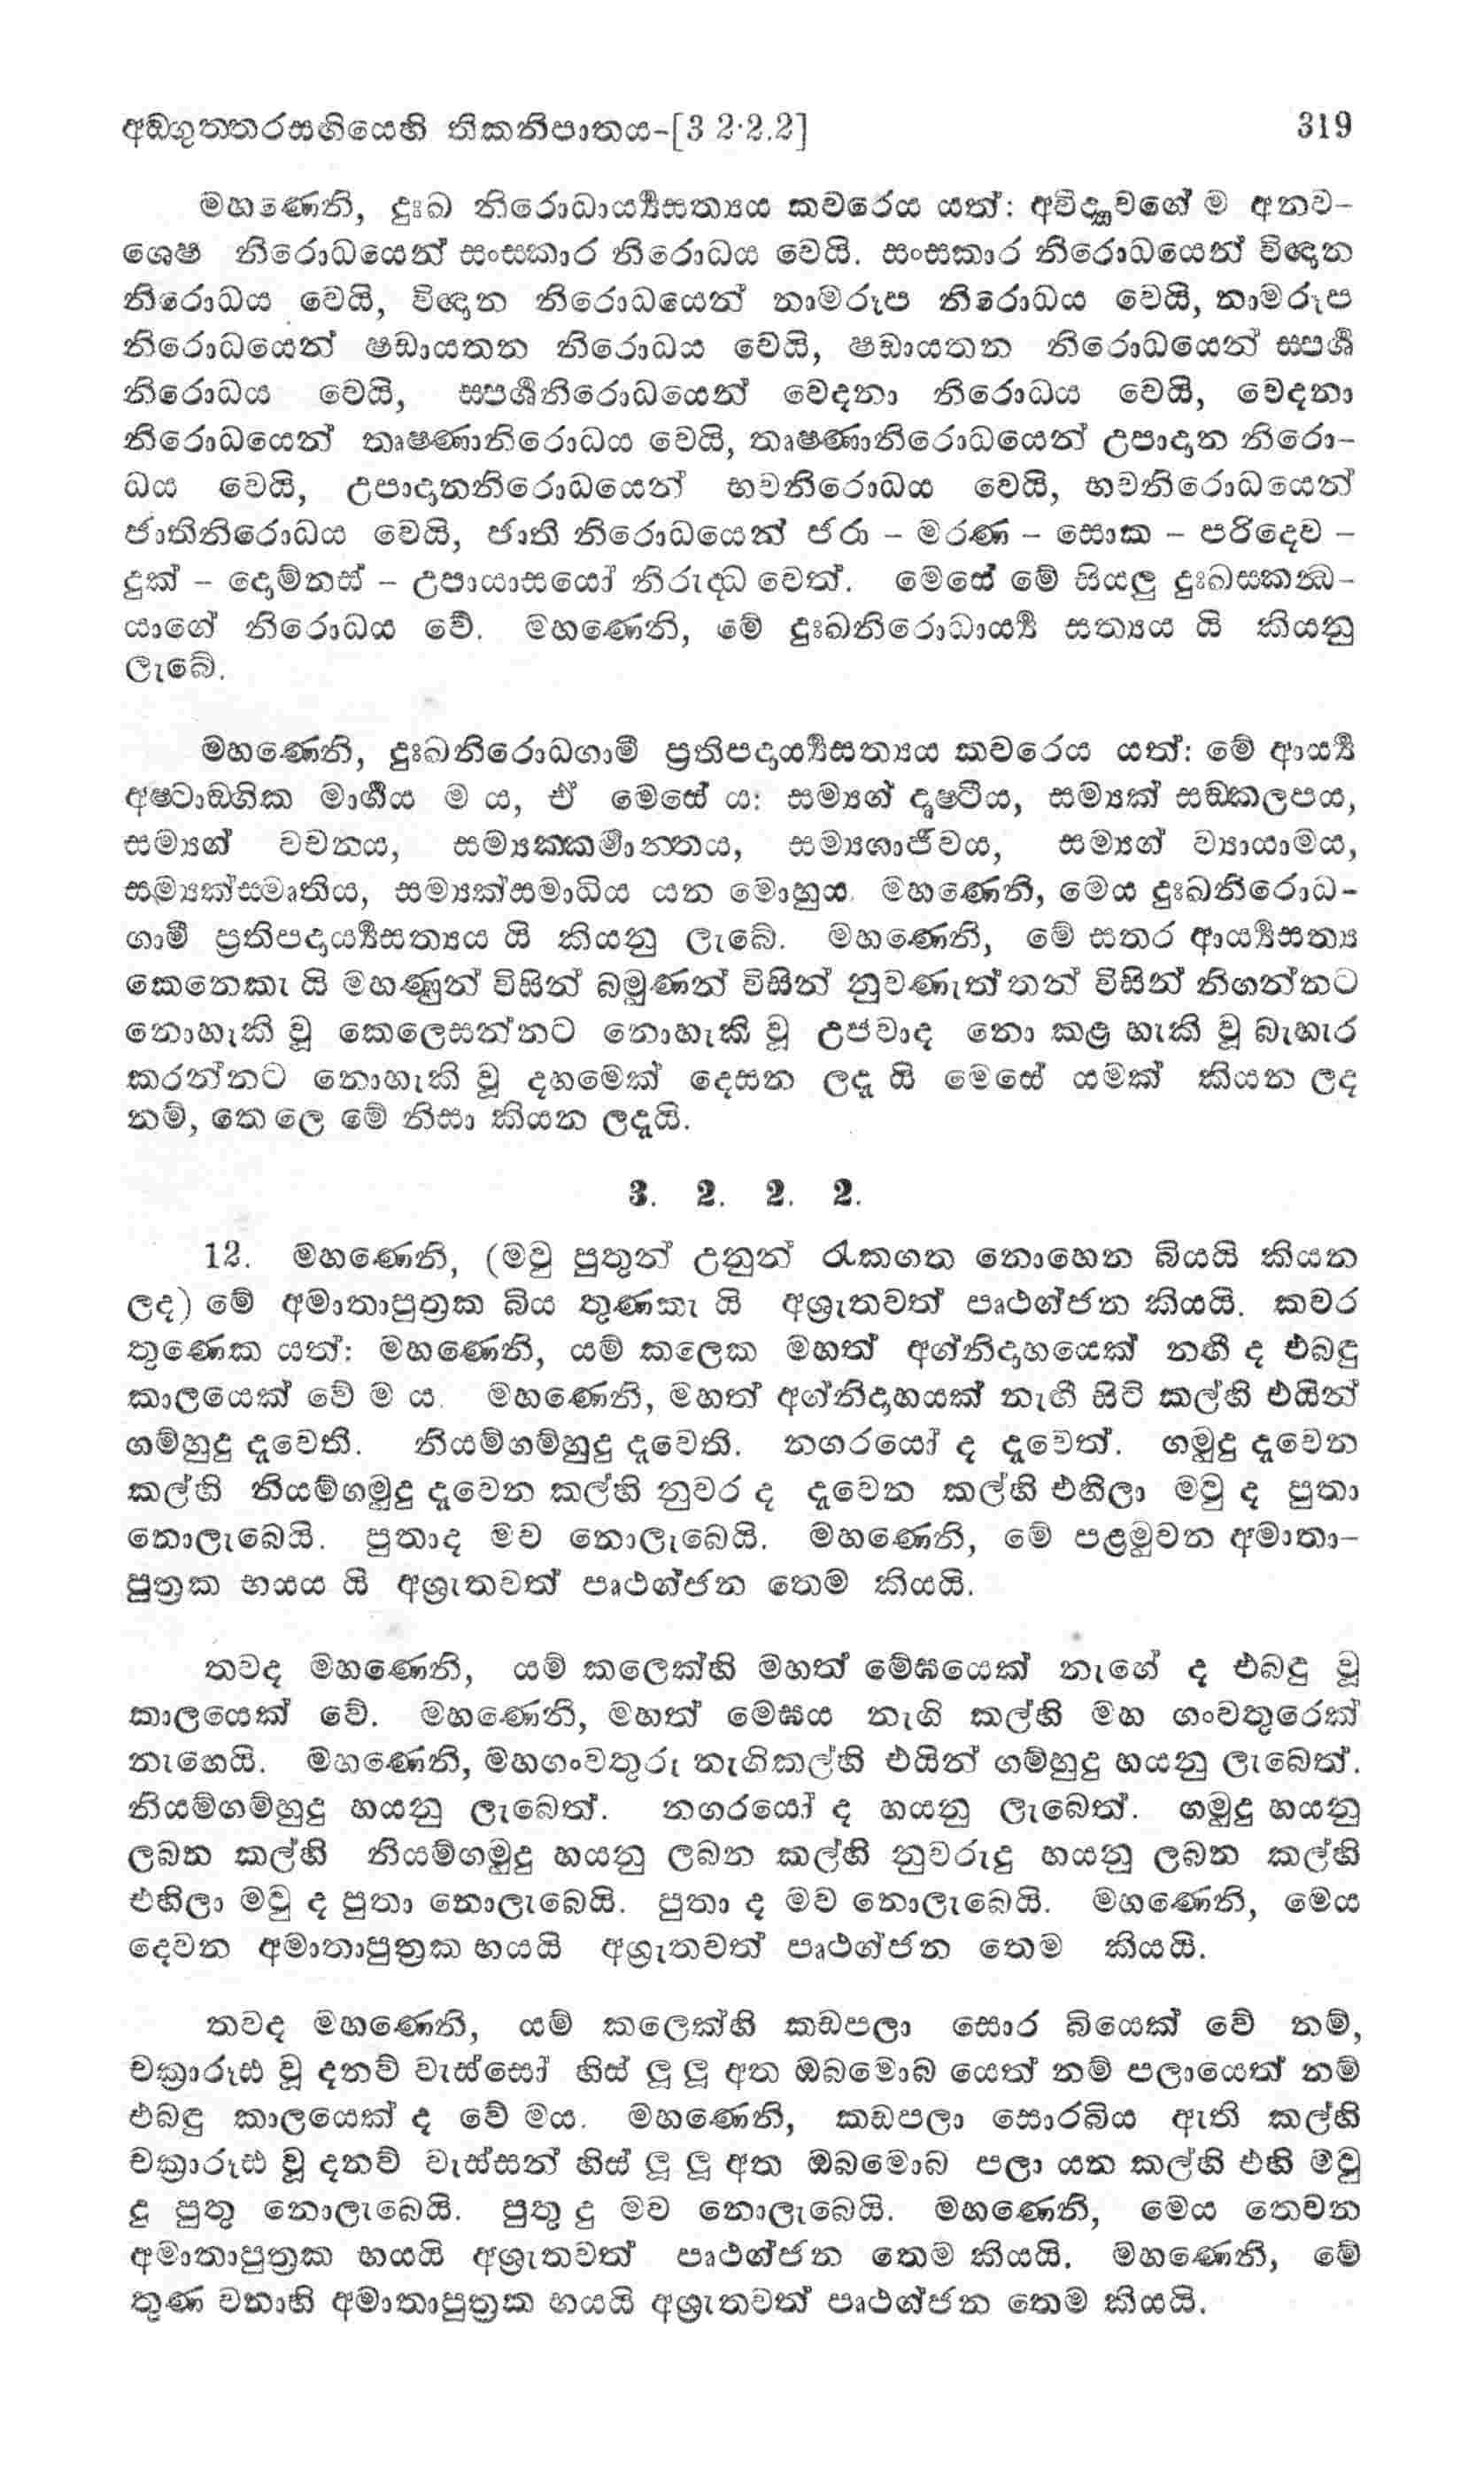 අඞ්ගුත්තරසඟියෙහි තිකනිපාතය-[3 2·2.2] 319
මහණෙනි, දුඃඛ නිරොධාර්‍ය්‍යසත්‍යය කවරෙය යත්: අවිද්‍යාවගේ ම අනව-
ශෙෂ නිරොධයෙන් සංස්කාර නිරොධය වෙයි. සංස්කාර නිරොධයෙන් විඥාන
නිරොධය වෙයි, විඥාන නිරොධයෙන් නාමරූප නිරොධය වෙයි, නාමරූප
නිරොධයෙන් ෂඩායතන නිරොධය වෙයි, ෂඩායතන නිරොධයෙන් ස්පර්‍ශ
නිරොධය වෙයි, ස්පර්‍ශනිරොධයෙන් වෙදනා නිරොධය වෙයි, වෙදනා
නිරොධයෙන් තෘෂ්ණානිරොධය වෙයි, තෘෂ්ණානිරොධයෙන් උපාදාන නිරො-
ධය වෙයි, උපාදානනිරොධයෙන් භවනිරොධය වෙයි, භවනිරොධයෙන්
ජාතිනිරොධය වෙයි, ජාති නිරොධයෙන් ජරා - මරණ - සොක - පරිදෙව -
දුක් - දොම්නස් - උපායාසයෝ නිරුද්ධ වෙත්. මෙසේ මේ සියලු දුඃඛස්කන්‍ධ-
යාගේ නිරොධය වේ. මහණෙනි, මේ දුඃඛනිරොධාර්‍ය්‍ය සත්‍යය යි කියනු
ලැබේ.
මහණෙනි, දුඃඛනිරොධගාමී ප්‍රතිපදාර්‍ය්‍යසත්‍යය කවරෙය යත්: මේ ආර්‍ය්‍ය
අෂ්ටාඞ්ගික මාර්‍ගය ම ය, ඒ මෙසේ ය: සම්‍යග් දෘෂ්ටිය, සම්‍යක් සඞ්කල්පය,
සම්‍යග් වචනය, සම්‍යක්කර්‍මාන්තය, සම්‍යගාජීවය, සම්‍යග් ව්‍යායාමය,
සම්‍යක්ස්මෘතිය, සම්‍යක්සමාධිය යන මොහුය. මහණෙනි, මෙය දුඃඛනිරොධ-
ගාමී ප්‍රතිපදාර්‍ය්‍යසත්‍යය යි කියනු ලැබේ. මහණෙනි, මේ සතර ආර්‍ය්‍යසත්‍ය
කෙනෙකැ යි මහණුන් විසින් බමුණන් විසින් නුවණැත්තන් විසින් නිගන්නට
නොහැකි වූ කෙලෙසන්නට නොහැකි වූ උපවාද නො කළ හැකි වූ බැහැර
කරන්නට නොහැකි වූ දහමෙක් දෙසන ලදැ යි මෙසේ යමක් කියන ලද
නම්, තෙ ලෙ මේ නිසා කියන ලදැයි.
3. 2. 2. 2.
12. මහණෙනි, (මවු පුතුන් උනුන් රැකගත නොහෙන බියයි කියන
ලද) මේ අමාතාපුත්‍රක බිය තුණකැ යි අශ්‍රැතවත් පෘථග්ජන කියයි. කවර
තුණෙක යත්: මහණෙනි, යම් කලෙක මහත් අග්නිදාහයෙක් නඟී ද එබඳු
කාලයෙක් වේ ම ය. මහණෙනි, මහත් අග්නිදාහයක් නැඟී සිටි කල්හි එයින්
ගම්හුදු දැවෙති. නියම්ගම්හුදු දැවෙති. නගරයෝ ද දැවෙත්. ගමුදු දැවෙන
කල්හි නියම්ගමුදු දැවෙන කල්හි නුවර ද දැවෙන කල්හි එහිලා මවු ද පුතා
නොලැබෙයි. පුතාද මව නොලැබෙයි. මහණෙනි, මේ පළමුවන අමාතා-
පුත්‍රක භයය යි අශ්‍රැතවත් පෘථග්ජන තෙම කියයි.
තවද මහණෙනි, යම් කලෙක්හි මහත් මේඝයෙක් නැගේ ද එබඳු වූ
කාලයෙක් වේ. මහණෙනි, මහත් මෙඝය නැගි කල්හි මහ ගංවතුරෙක්
නැඟෙයි. මහණෙනි, මහගංවතුරු නැගිකල්හි එයින් ගම්හුදු හයනු ලැබෙත්.
නියම්ගම්හුදු හයනු ලැබෙත්. නගරයෝ ද හයනු ලැබෙත්. ගමුදු හයනු
ලබන කල්හි නියම්ගමුදු හයනු ලබන කල්හි නුවරුදු හයනු ලබන කල්හි
එහිලා මවු ද පුතා නොලැබෙයි. පුතා ද මව නොලැබෙයි. මහණෙනි, මෙය
දෙවන අමාතාපුත්‍රක භයයි අශ්‍රැතවත් පෘථග්ජන තෙම කියයි.
තවද මහණෙනි, යම් කලෙක්හි කඩපලා සොර බියෙක් වේ නම්,
චක්‍රාරූඪ වූ දනව් වැස්සෝ හිස් ලූ ලූ අත ඔබමොබ යෙත් නම් පලායෙත් නම්
එබඳු කාලයෙක් ද වේ මය. මහණෙනි, කඩපලා සොරබිය ඇති කල්හි
චක්‍රාරූඪ වූ දනව් වැස්සන් හිස් ලූ ලූ අත ඔබමොබ පලා යන කල්හි එහි මවු
දු පුතු නොලැබෙයි. පුතු දු මව නොලැබෙයි. මහණෙනි, මෙය තෙවන
අමාතාපුත්‍රක භයයි අශ්‍රැතවත් පෘථග්ජන තෙම කියයි. මහණෙනි, මේ
තුණ වනාහි අමාතාපුත්‍රක භයයි අශ්‍රැතවත් පෘථග්ජන තෙම කියයි.